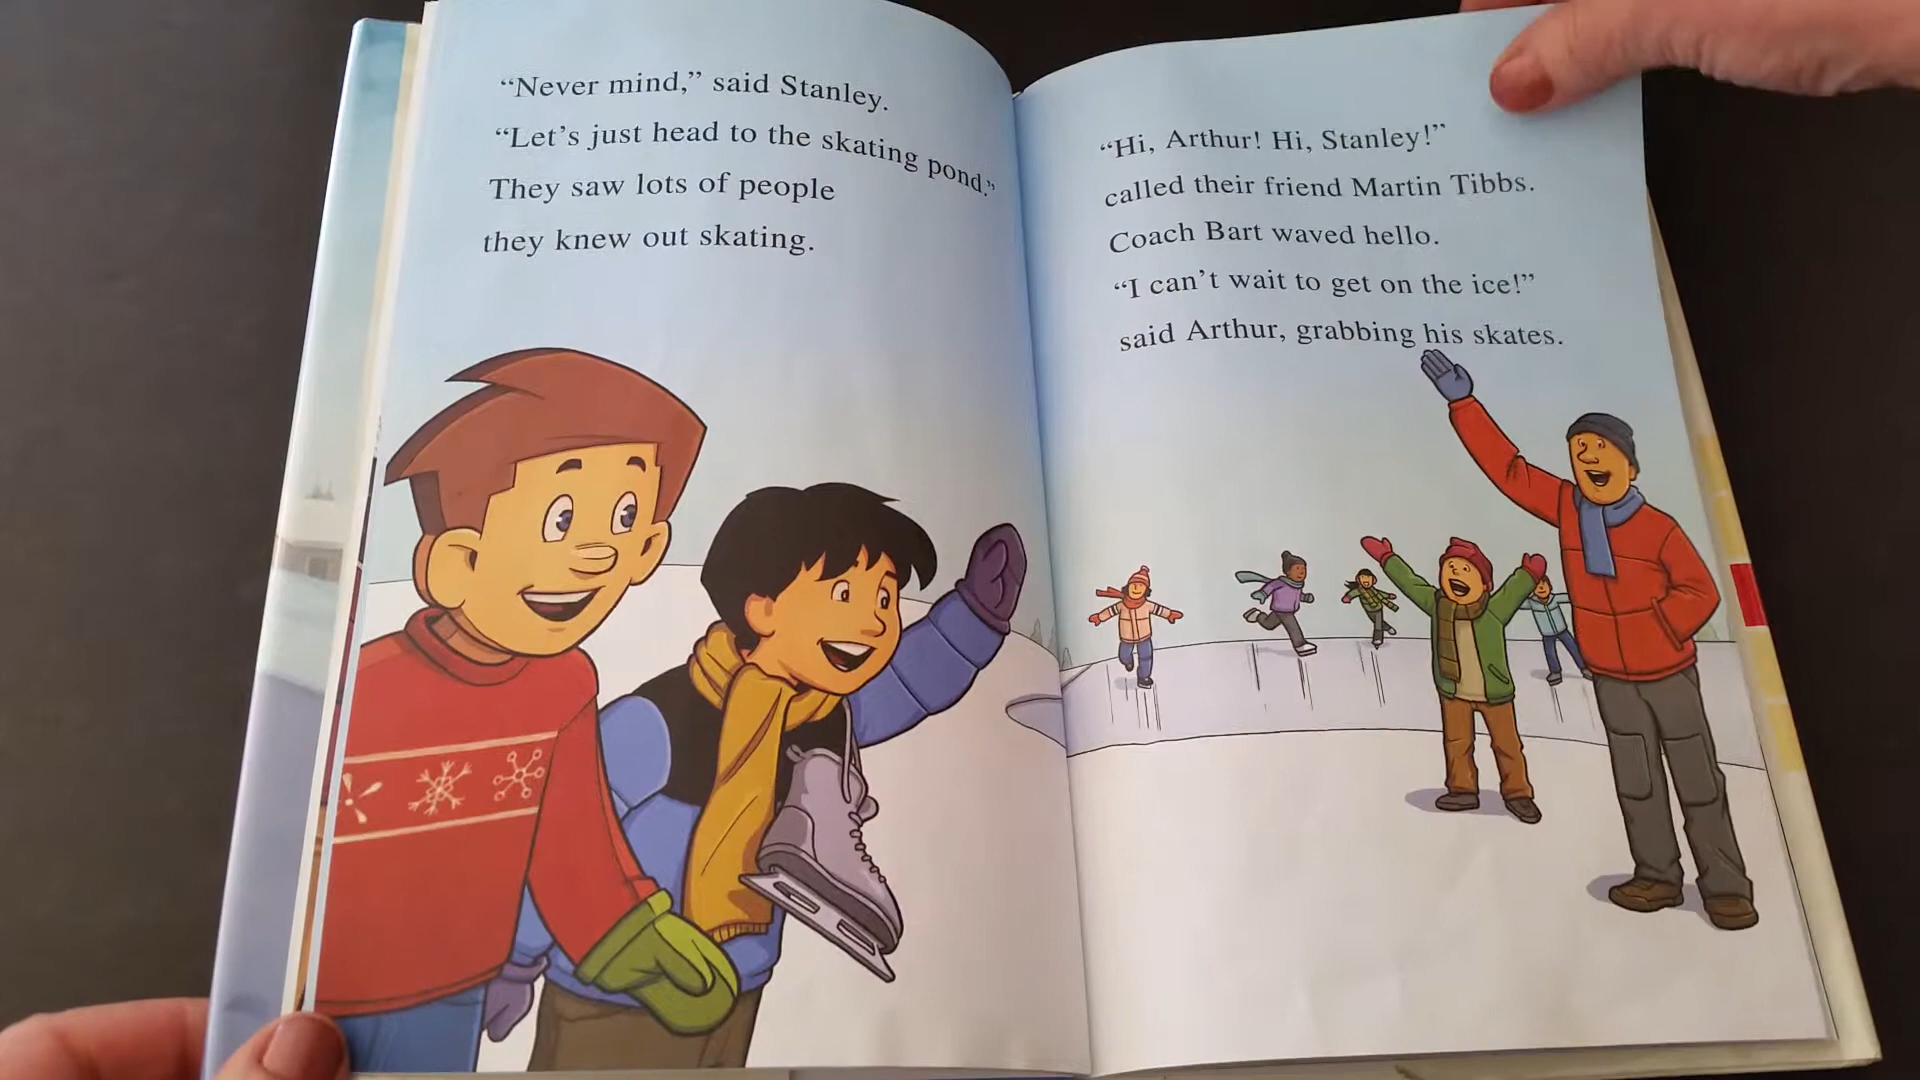 “Never mind,” said Stanley.
“Let’s just head to the skating pond.”
They saw lots of people
they knew out skating.
“Hi, Arthur! Hi, Stanley!”
called their friend Martin Tibbs.
Coach Bart waved hello.
“I can’t wait to get on the ice!”
said Arthur, grabbing his skates.